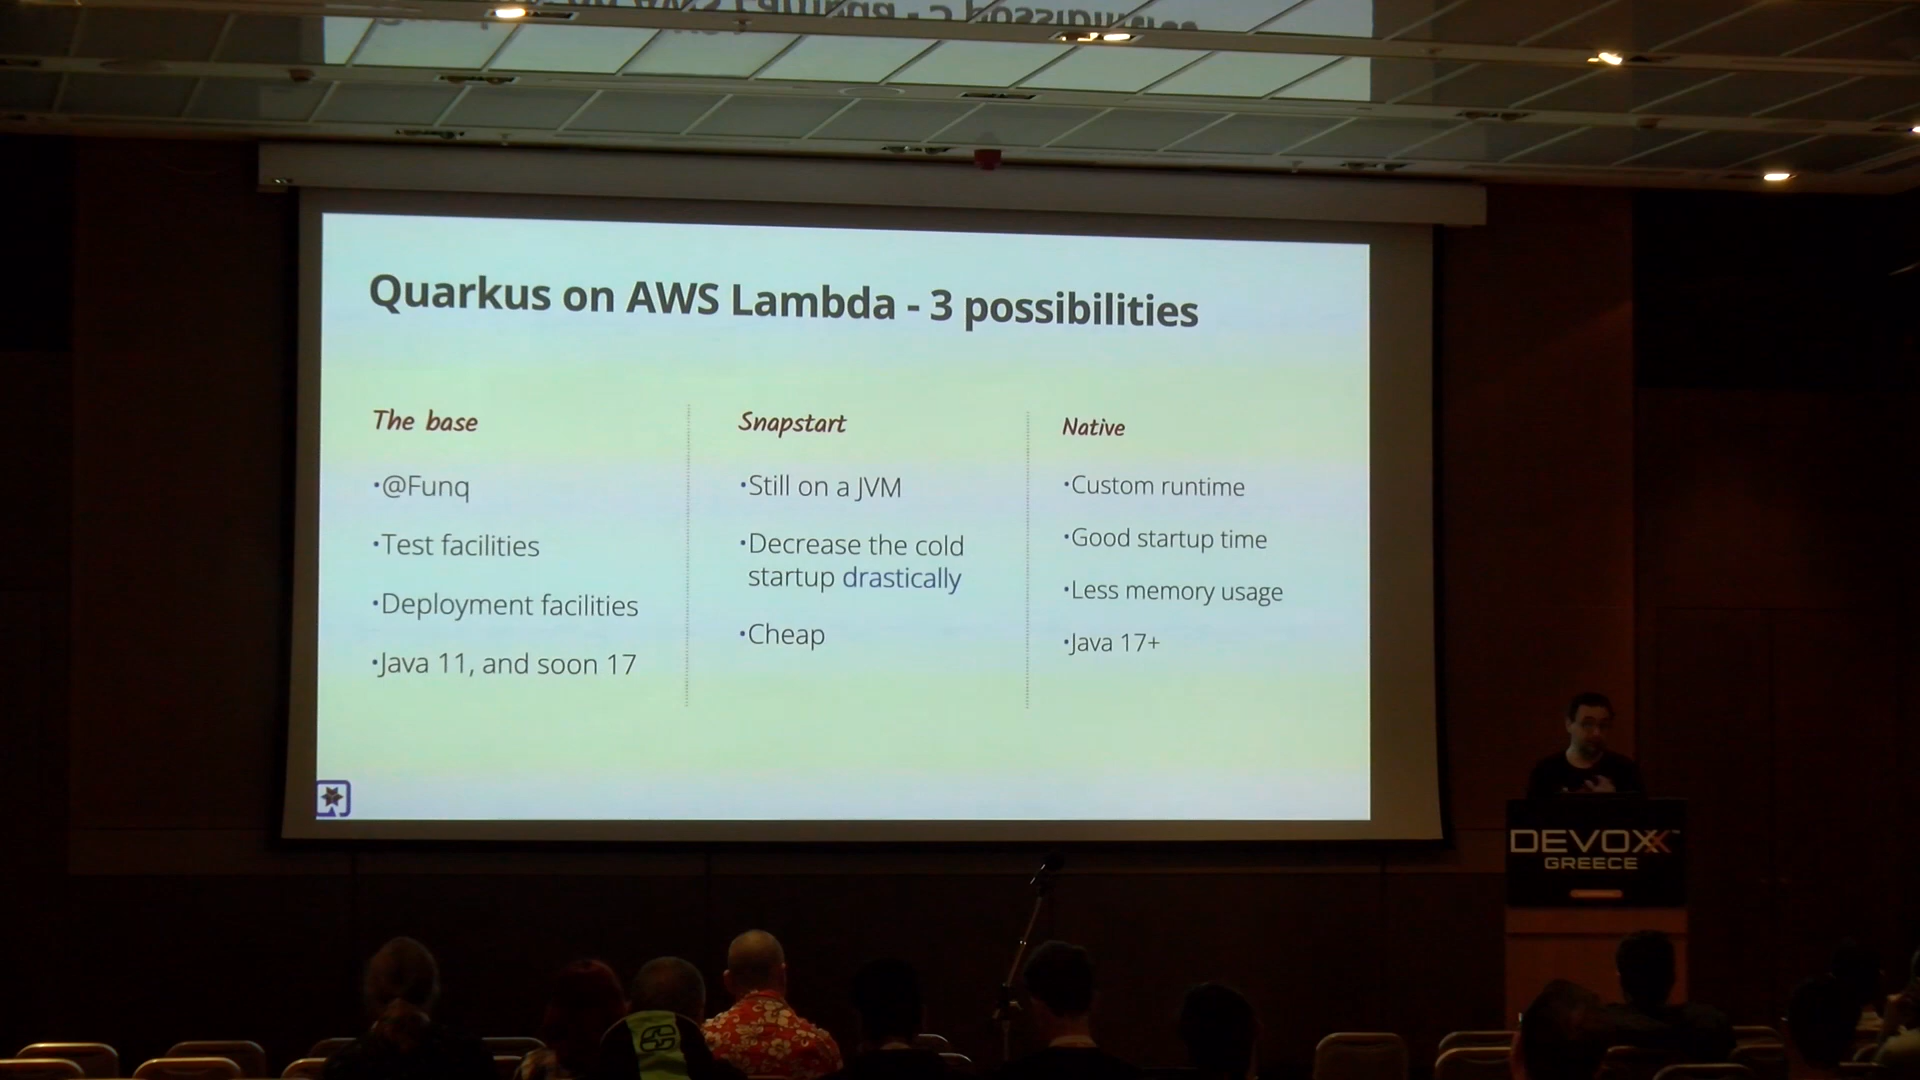 Quarkus on AWS Lambda - 3 possibilities
The base
•@Funq
•Test facilities
•Deployment facilities
•Java 11, and soon 17
Snapstart
•Still on a JVM
•Decrease the cold
startup drastically
•Cheap
Native
•Custom runtime
•Good startup time
•Less memory usage
•Java 17+
DEVOXX™
GREECE